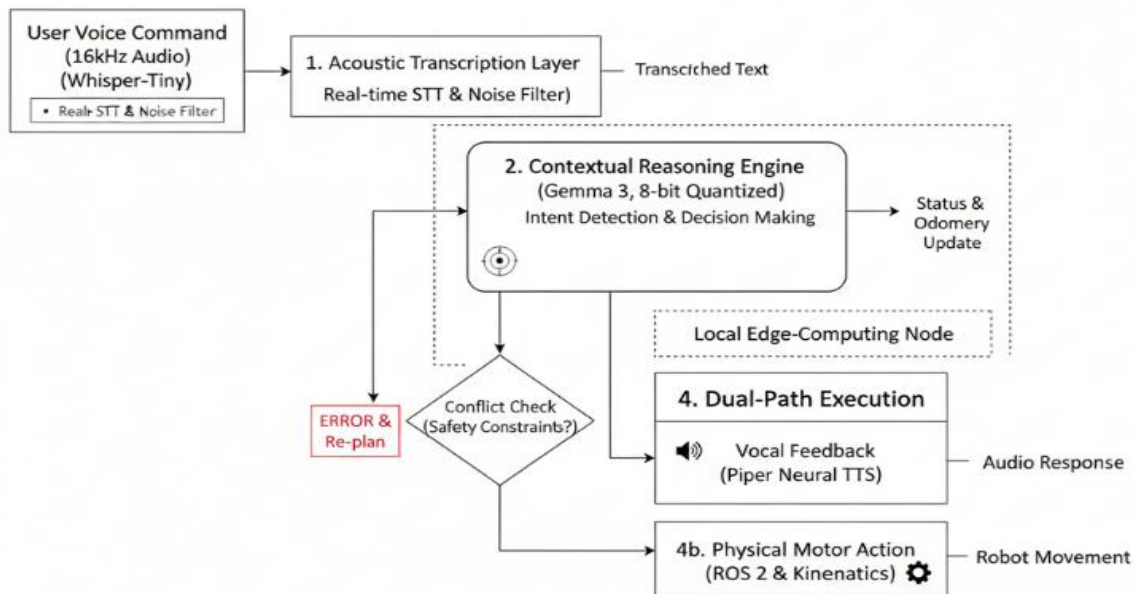 User Voice Command
(16kHz Audio)
(Whisper-Tiny)
• Real- STT & Noise Filter
1. Acoustic Transcription Layer
Real-time STT & Noise Filter)
Transciched Text
2. Contextual Reasoning Engine
(Gemma 3, 8-bit Quantized)
Intent Detection & Decision Making
Status &
Odomery
Update
Local Edge-Computing Node
ERROR &
Re-plan
Conflict Check
(Safety Constraints?)
4. Dual-Path Execution
Vocal Feedback
(Piper Neural TTS)
Audio Response
4b. Physical Motor Action
(ROS 2 & Kinenatics)
Robot Movement